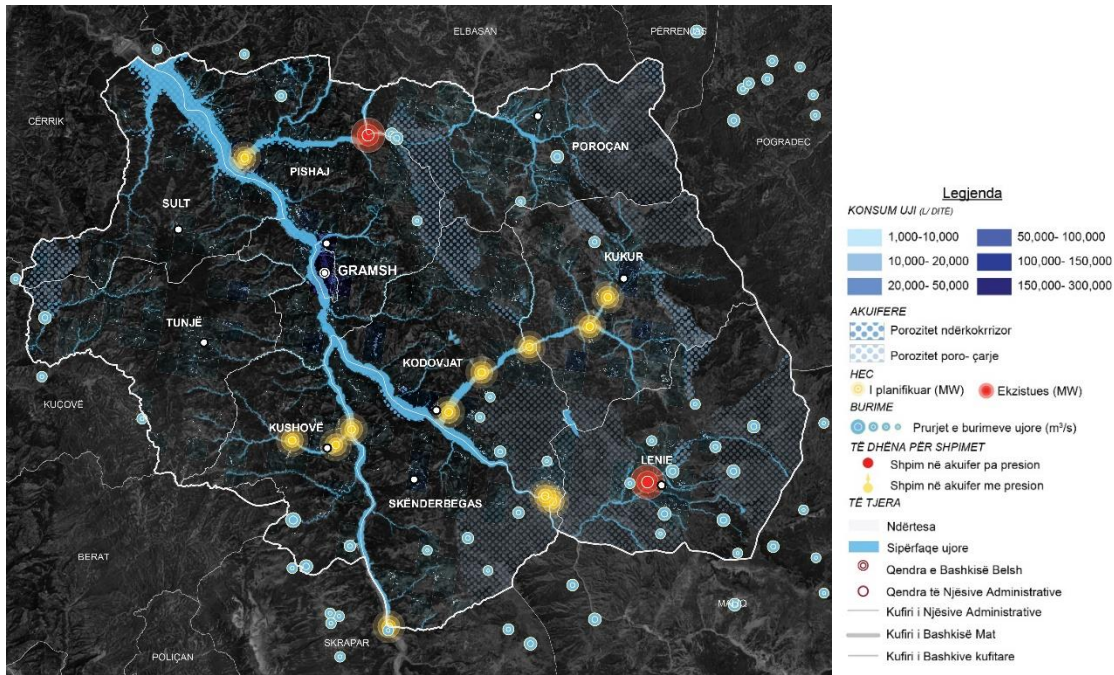 ELBASAN
PËRRENJAS
CËRRIK
POGRADEC
POROÇAN
PISHAJ
SULT
GRAMSH
KUKUR
TUNJË
KODOVJAT
KUÇOVË
KUSHOVË
LENIE
SKËNDERBEGAS
BERAT
MALIQ
SKRAPAR
POLIÇAN
Legjenda
KONSUM UJI (L/ DITË)
1,000-10,000 50,000- 100,000
10,000- 20,000 100,000- 150,000
20,000- 50,000 150,000- 300,000
AKUIFERE
Porozitet ndërkokrrizor
Porozitet poro- çarje
HEC
I planifikuar (MW) Ekzistues (MW)
BURIME
Prurjet e burimeve ujore (m³/s)
TË DHËNA PËR SHPIMET
Shpim në akuifer pa presion
Shpim në akuifer me presion
TË TJERA
Ndërtesa
Sipërfaqe ujore
Qendra e Bashkisë Belsh
Qendra të Njësive Administrative
Kufiri i Njësive Administrative
Kufiri i Bashkisë Mat
Kufiri i Bashkive kufitare